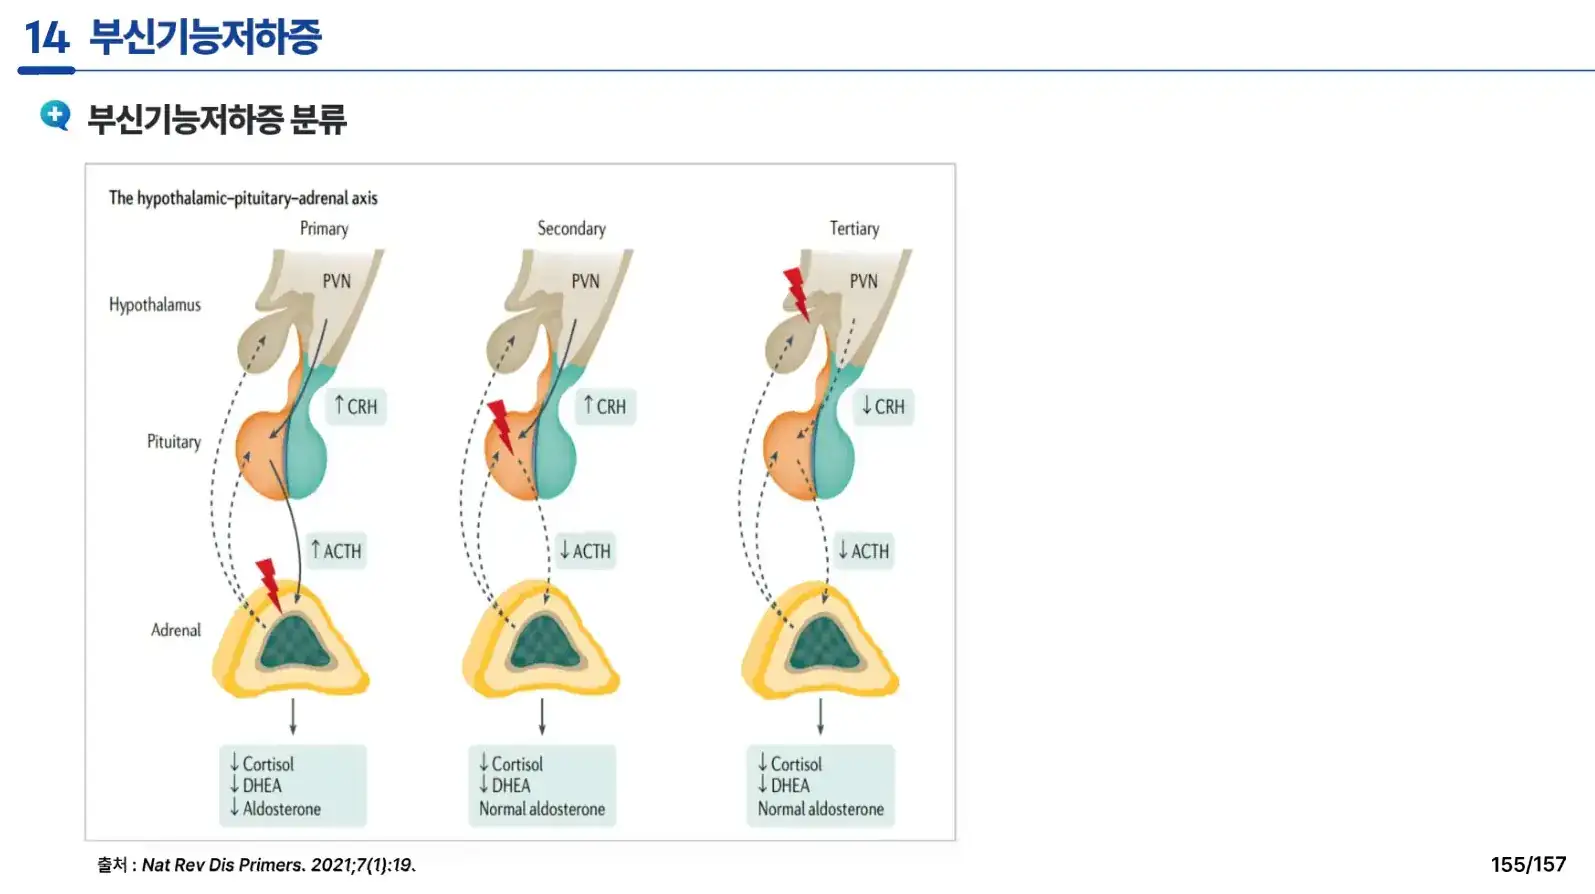 14 부신기능저하증
부신기능저하증 분류
The hypothalamic–pituitary–adrenal axis
Primary
Secondary
Tertiary
PVN
PVN
PVN
Hypothalamus
↑ CRH
↑ CRH
↓ CRH
Pituitary
↑ ACTH
↓ ACTH
↓ ACTH
Adrenal
↓ Cortisol
↓ DHEA
↓ Aldosterone
↓ Cortisol
↓ DHEA
Normal aldosterone
↓ Cortisol
↓ DHEA
Normal aldosterone
출처 : Nat Rev Dis Primers. 2021;7(1):19.
155/157